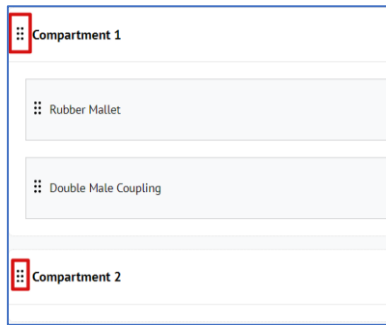 Compartment 1
Rubber Mallet
Double Male Coupling
Compartment 2